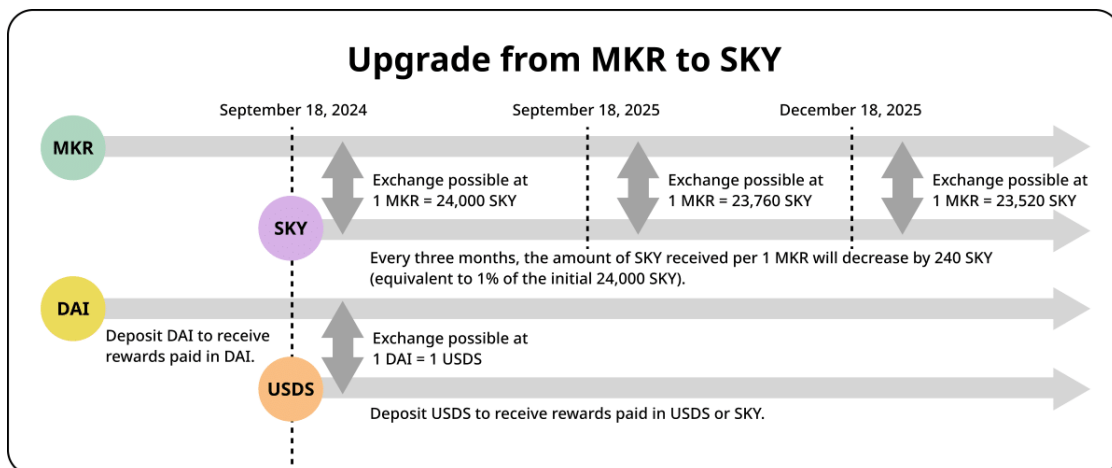 Upgrade from MKR to SKY
September 18, 2024
September 18, 2025
December 18, 2025
MKR
Exchange possible at
1 MKR = 24,000 SKY
Exchange possible at
1 MKR = 23,760 SKY
Exchange possible at
1 MKR = 23,520 SKY
SKY
Every three months, the amount of SKY received per 1 MKR will decrease by 240 SKY
(equivalent to 1% of the initial 24,000 SKY).
DAI
Deposit DAI to receive
rewards paid in DAI.
Exchange possible at
1 DAI = 1 USDS
USDS
Deposit USDS to receive rewards paid in USDS or SKY.